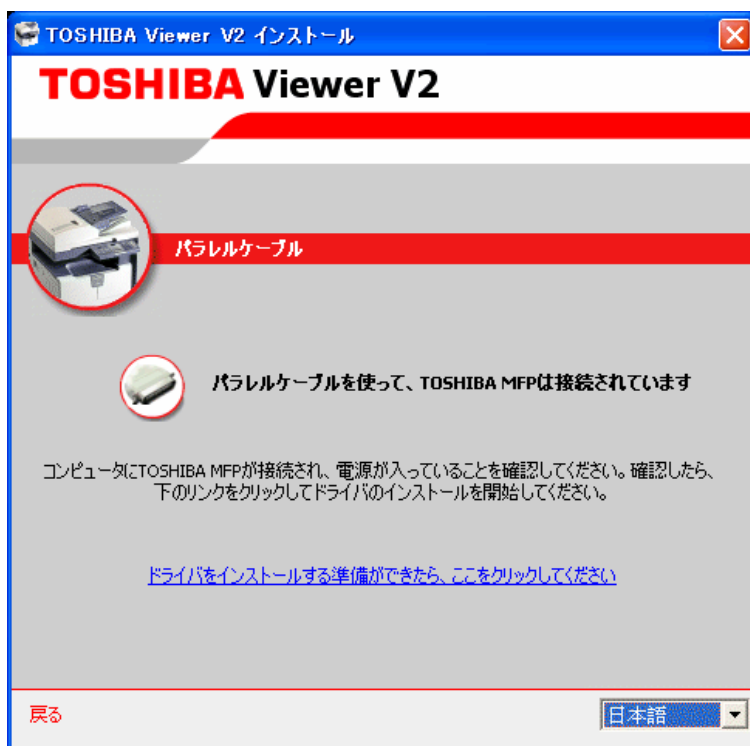 TOSHIBA Viewer V2 インストール
TOSHIBA Viewer V2
パラレルケーブル
パラレルケーブルを使って、TOSHIBA MFPは接続されています
コンピュータにTOSHIBA MFPが接続され、電源が入っていることを確認してください。確認したら、
下のリンクをクリックしてドライバのインストールを開始してください。
ドライバをインストールする準備ができたら、ここをクリックしてください
戻る
日本語